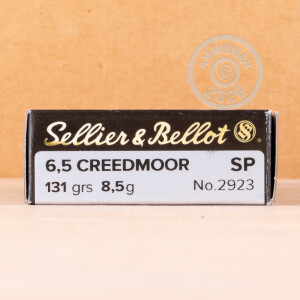 Sellier & Bellot
6,5 CREEDMOOR SP
131 grs 8,5g No.2923